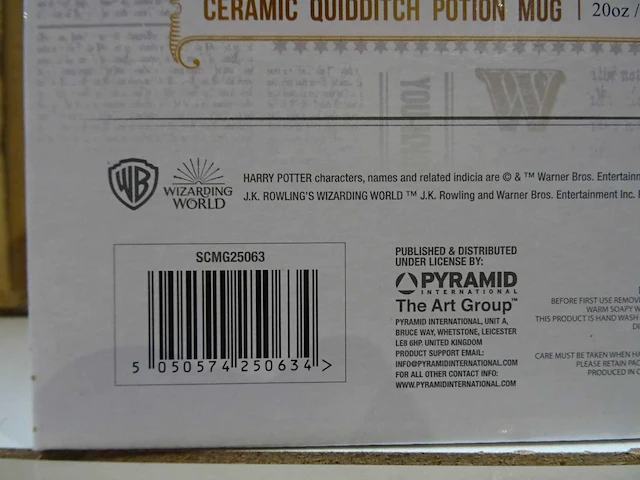 CERAMIC QUIDDITCH POTION MUG | 20oz /
WB
WIZARDING
WORLD
HARRY POTTER characters, names and related indicia are © & ™ Warner Bros. Entertainm
J.K. ROWLING'S WIZARDING WORLD ™ J.K. Rowling and Warner Bros. Entertainment Inc.
SCMG25063
5 050574 250634 >
PUBLISHED & DISTRIBUTED
UNDER LICENSE BY:
PYRAMID
INTERNATIONAL
The Art Group™
PYRAMID INTERNATIONAL, UNIT A,
BRUCE WAY, WHETSTONE, LEICESTER
LE8 6HP. UNITED KINGDOM
PRODUCT SUPPORT EMAIL:
INFO@PYRAMIDINTERNATIONAL.COM
FOR ALL OTHER CONTACT INFO:
WWW.PYRAMIDINTERNATIONAL.COM
BEFORE FIRST USE REMOV
WARM SOAPY W
THIS PRODUCT IS HAND WASH
CARE MUST BE TAKEN WHEN HA
PLEASE RETAIN PAC
PRODUCED IN C